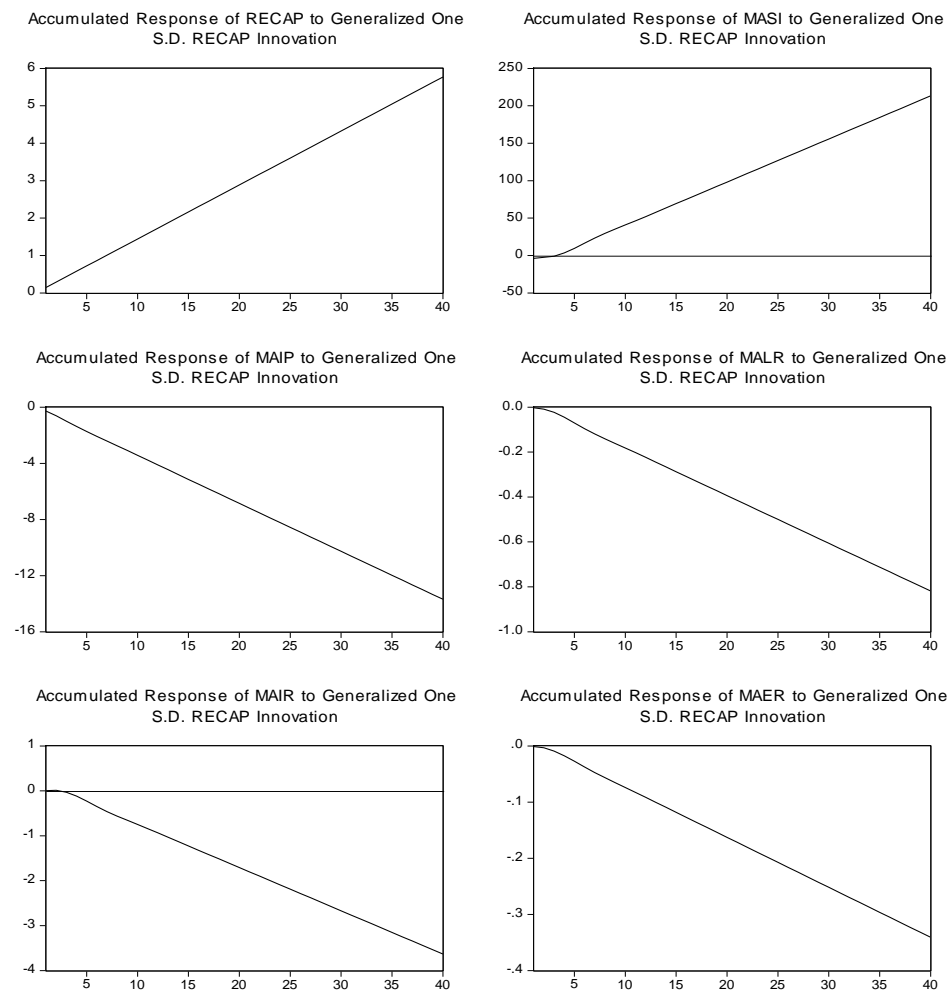 Accumulated Response of RECAP to Generalized One
S.D. RECAP Innovation
6
5
4
3
2
1
0
5 10 15 20 25 30 35 40
Accumulated Response of MASI to Generalized One
S.D. RECAP Innovation
250
200
150
100
50
0
-50
5 10 15 20 25 30 35 40
Accumulated Response of MAIP to Generalized One
S.D. RECAP Innovation
0
-4
-8
-12
-16
5 10 15 20 25 30 35 40
Accumulated Response of MALR to Generalized One
S.D. RECAP Innovation
0.0
-0.2
-0.4
-0.6
-0.8
-1.0
5 10 15 20 25 30 35 40
Accumulated Response of MAIR to Generalized One
S.D. RECAP Innovation
1
0
-1
-2
-3
-4
5 10 15 20 25 30 35 40
Accumulated Response of MAER to Generalized One
S.D. RECAP Innovation
.0
-.1
-.2
-.3
-.4
5 10 15 20 25 30 35 40